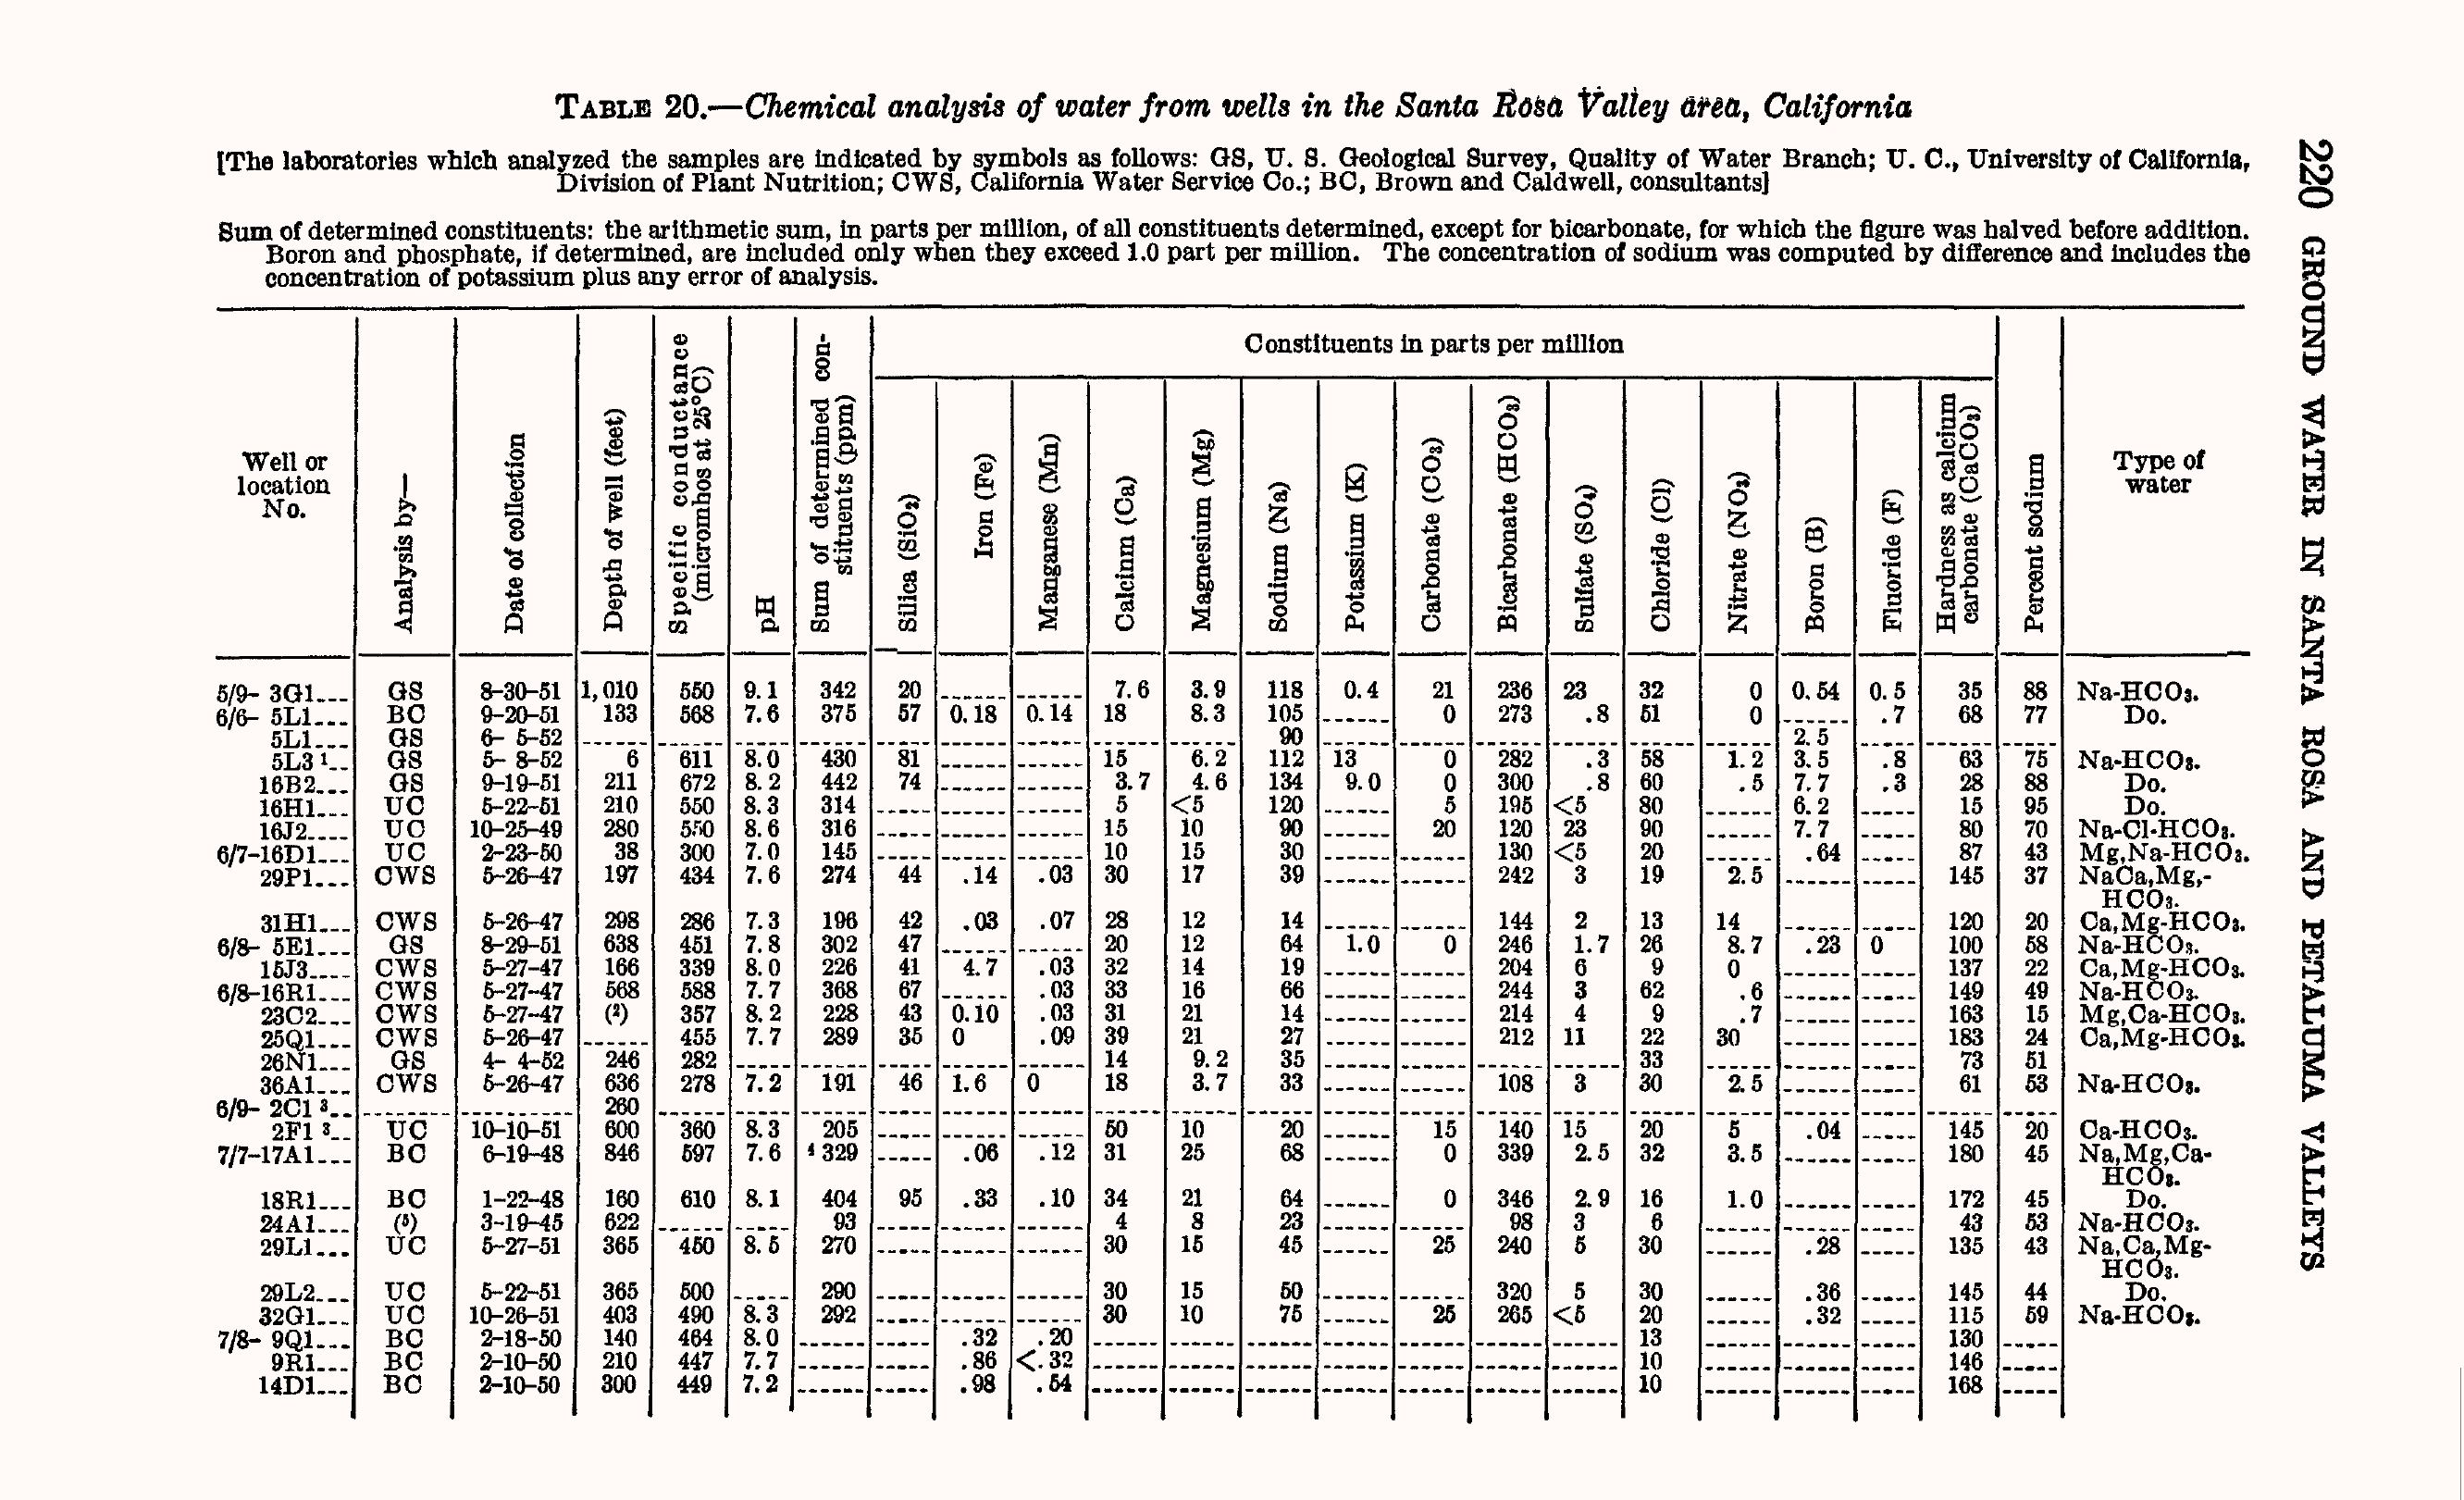 TABLE 20.—Chemical analysis of water from wells in the Santa Rosa Valley area, California
[The laboratories which analyzed the samples are indicated by symbols as follows: GS, U. S. Geological Survey, Quality of Water Branch; U. C., University of California,
Division of Plant Nutrition; CWS, California Water Service Co.; BC, Brown and Caldwell, consultants]
Sum of determined constituents: the arithmetic sum, in parts per million, of all constituents determined, except for bicarbonate, for which the figure was halved before addition.
Boron and phosphate, if determined, are included only when they exceed 1.0 part per million. The concentration of sodium was computed by difference and includes the
concentration of potassium plus any error of analysis.
Constituents in parts per million
Well or
location
No.
Analysis by—
Date of collection
Depth of well (feet)
Specific conductance
(micromhos at 25°C)
pH
Sum of determined con-
stituents (ppm)
Silica (SiO₂)
Iron (Fe)
Manganese (Mn)
Calcium (Ca)
Magnesium (Mg)
Sodium (Na)
Potassium (K)
Carbonate (CO₃)
Bicarbonate (HCO₃)
Sulfate (SO₄)
Chloride (Cl)
Nitrate (NO₃)
Boron (B)
Fluoride (F)
Hardness as calcium
carbonate (CaCO₃)
Percent sodium
Type of
water
5/9- 3G1---- GS 8-30-51 1,010 550 9.1 342 20 ------ ------ 7.6 3.9 118 0.4 21 236 23 32 0 0.54 0.5 35 88 Na-HCO₃.
6/6- 5L1---- BC 9-20-51 133 568 7.6 375 57 0.18 0.14 18 8.3 105 ------ 0 273 .8 51 0 ------ .7 68 77 Do.
5L1---- GS 6- 5-52 ------ ------ ------ ------ ------ ------ ------ ------ ------ 90 ------ ------ ------ ------ ------ ------ 2.5 ------ ------ ------
5L3 ¹-- GS 5- 8-52 6 611 8.0 430 81 ------ ------ 15 6.2 112 13 0 282 .3 58 1.2 3.5 .8 63 75 Na-HCO₃.
16B2---- GS 9-19-51 211 672 8.2 442 74 ------ ------ 3.7 4.6 134 9.0 0 300 .8 60 .5 7.7 .3 28 88 Do.
16H1---- UC 5-22-51 210 550 8.3 314 ------ ------ ------ 5 <5 120 ------ 5 195 <5 80 ------ 6.2 ------ 15 95 Do.
16J2---- UC 10-25-49 280 550 8.6 316 ------ ------ ------ 15 10 90 ------ 20 120 23 90 ------ 7.7 ------ 80 70 Na-Cl-HCO₃.
6/7-16D1---- UC 2-23-50 38 300 7.0 145 ------ ------ ------ 10 15 30 ------ ------ 130 <5 20 ------ .64 ------ 87 43 Mg,Na-HCO₃.
29P1---- CWS 5-26-47 197 434 7.6 274 44 .14 .03 30 17 39 ------ ------ 242 3 19 2.5 ------ ------ 145 37 NaCa,Mg,-
HCO₃.
31H1---- CWS 5-26-47 298 286 7.3 196 42 .03 .07 28 12 14 ------ ------ 144 2 13 14 ------ ------ 120 20 Ca,Mg-HCO₃.
6/8- 5E1---- GS 8-29-51 638 451 7.8 302 47 ------ ------ 20 12 64 1.0 0 246 1.7 26 8.7 .23 0 100 58 Na-HCO₃.
15J3---- CWS 5-27-47 166 339 8.0 226 41 4.7 .03 32 14 19 ------ ------ 204 6 9 0 ------ ------ 137 22 Ca,Mg-HCO₃.
6/8-16R1---- CWS 5-27-47 568 588 7.7 368 67 ------ .03 33 16 66 ------ ------ 244 3 62 .6 ------ ------ 149 49 Na-HCO₃.
23C2---- CWS 5-27-47 (²) 357 8.2 228 43 0.10 .03 31 21 14 ------ ------ 214 4 9 .7 ------ ------ 163 15 Mg,Ca-HCO₃.
25Q1---- CWS 5-26-47 ------ 455 7.7 289 35 0 .09 39 21 27 ------ ------ 212 11 22 30 ------ ------ 183 24 Ca,Mg-HCO₃.
26N1---- GS 4- 4-52 246 282 ------ ------ ------ ------ ------ 14 9.2 35 ------ ------ ------ ------ 33 ------ ------ ------ 73 51
36A1---- CWS 5-26-47 636 278 7.2 191 46 1.6 0 18 3.7 33 ------ ------ 108 3 30 2.5 ------ ------ 61 53 Na-HCO₃.
6/9- 2C1 ³-- ------ ------ 260 ------ ------ ------ ------ ------ ------ ------ ------ ------ ------ ------ ------ ------ ------ ------ ------ ------ ------ ------
2F1 ³-- UC 10-10-51 600 360 8.3 205 ------ ------ ------ 50 10 20 ------ 15 140 15 20 5 .04 ------ 145 20 Ca-HCO₃.
7/7-17A1---- BC 6-19-48 846 597 7.6 ⁴ 329 ------ .06 .12 31 25 68 ------ 0 339 2.5 32 3.5 ------ ------ 180 45 Na,Mg,Ca-
HCO₃.
18R1---- BC 1-22-48 160 610 8.1 404 95 .33 .10 34 21 64 ------ 0 346 2.9 16 1.0 ------ ------ 172 45 Do.
24A1---- (⁵) 3-19-45 622 ------ ------ 93 ------ ------ ------ 4 8 23 ------ ------ 98 3 6 ------ ------ ------ 43 53 Na-HCO₃.
29L1---- UC 5-27-51 365 450 8.5 270 ------ ------ ------ 30 15 45 ------ 25 240 5 30 ------ .28 ------ 135 43 Na,Ca,Mg-
HCO₃.
29L2---- UC 5-22-51 365 500 ------ 290 ------ ------ ------ 30 15 50 ------ ------ 320 5 30 ------ .36 ------ 145 44 Do.
32G1---- UC 10-26-51 403 490 8.3 292 ------ ------ ------ 30 10 75 ------ 25 265 <5 20 ------ .32 ------ 115 59 Na-HCO₃.
7/8- 9Q1---- BC 2-18-50 140 464 8.0 ------ ------ .32 .20 ------ ------ ------ ------ ------ ------ ------ 13 ------ ------ ------ 130 ------
9R1---- BC 2-10-50 210 447 7.7 ------ ------ .86 <.32 ------ ------ ------ ------ ------ ------ ------ 10 ------ ------ ------ 146 ------
14D1---- BC 2-10-50 300 449 7.2 ------ ------ .98 .54 ------ ------ ------ ------ ------ ------ ------ 10 ------ ------ ------ 168 ------
220 GROUND WATER IN SANTA ROSA AND PETALUMA VALLEYS